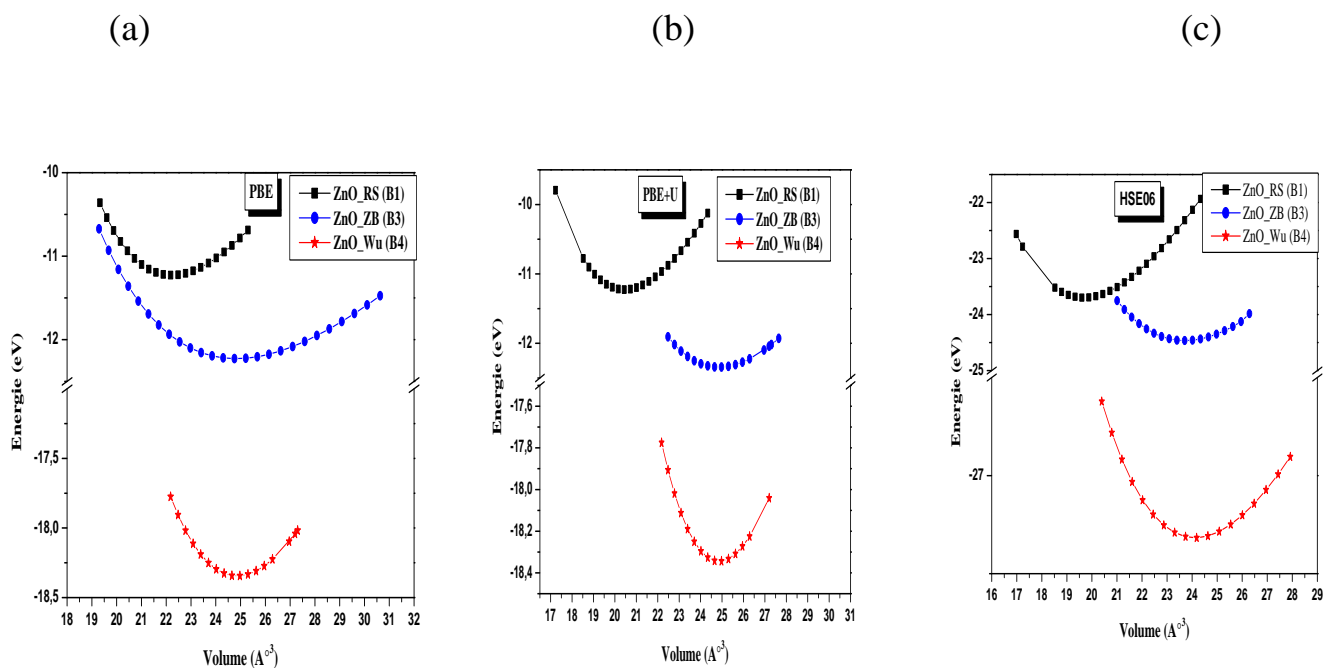 (a)
(b)
(c)
PBE
ZnO_RS (B1)
ZnO_ZB (B3)
ZnO_Wu (B4)
-10
-11
-12
-17,5
-18,0
-18,5
Energie (eV)
18 19 20 21 22 23 24 25 26 27 28 29 30 31 32
Volume (A°³)
PBE+U
ZnO_RS (B1)
ZnO_ZB (B3)
ZnO_Wu (B4)
-10
-11
-12
-17,6
-17,8
-18,0
-18,2
-18,4
Energie (eV)
17 18 19 20 21 22 23 24 25 26 27 28 29 30 31
Volume (A°³)
HSE06
ZnO_RS (B1)
ZnO_ZB (B3)
ZnO_Wu (B4)
-22
-23
-24
-25
-27
Energie (eV)
16 17 18 19 20 21 22 23 24 25 26 27 28 29
Volume (A°³)